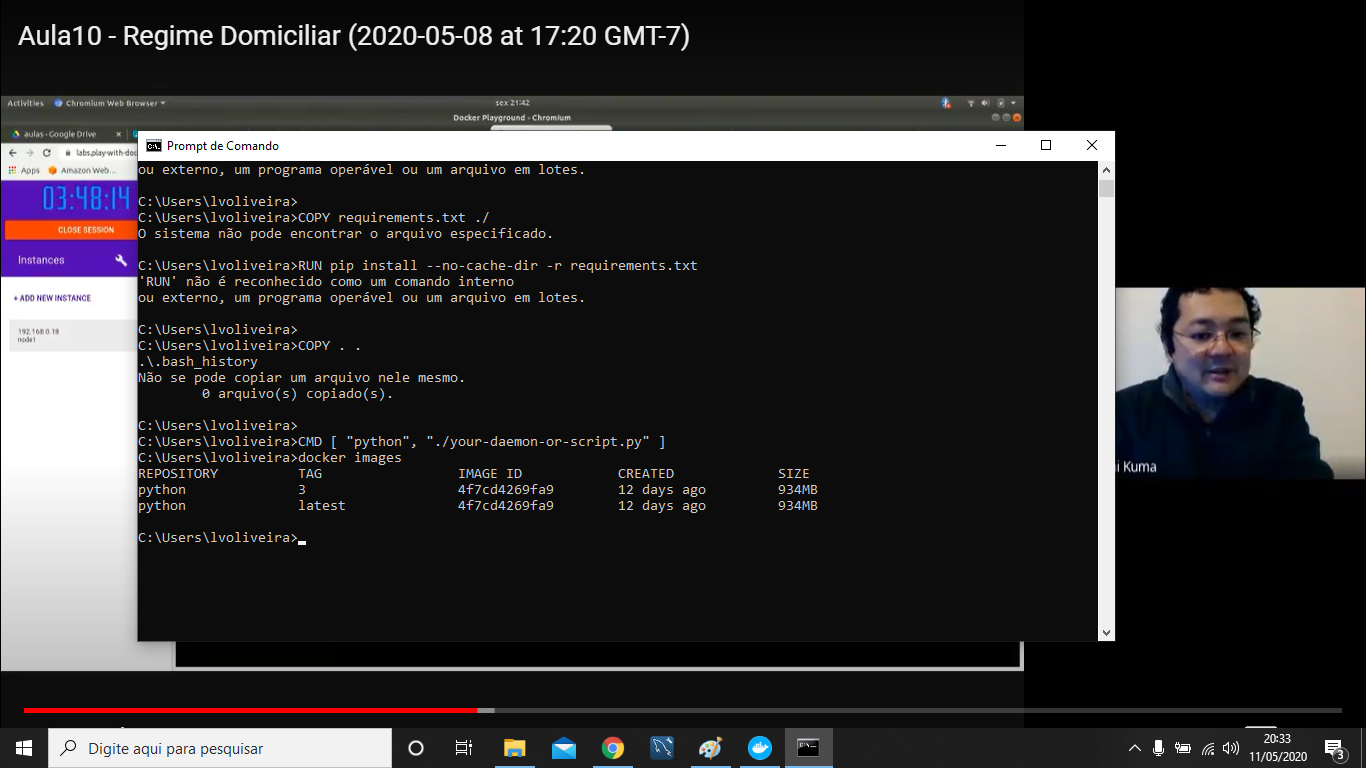 Aula10 - Regime Domiciliar (2020-05-08 at 17:20 GMT-7)
Activities
Chromium Web Browser
sex 21:42
Docker Playground - Chromium
aulas - Google Drive
labs.play-with-doc
Apps
Amazon Web...
03:48:14
CLOSE SESSION
Instances
+ ADD NEW INSTANCE
192.168.0.18
node1
Prompt de Comando
ou externo, um programa operável ou um arquivo em lotes.
C:\Users\lvoliveira>
C:\Users\lvoliveira>COPY requirements.txt ./
O sistema não pode encontrar o arquivo especificado.
C:\Users\lvoliveira>RUN pip install --no-cache-dir -r requirements.txt
'RUN' não é reconhecido como um comando interno
ou externo, um programa operável ou um arquivo em lotes.
C:\Users\lvoliveira>
C:\Users\lvoliveira>COPY . .
.\.bash_history
Não se pode copiar um arquivo nele mesmo.
0 arquivo(s) copiado(s).
C:\Users\lvoliveira>
C:\Users\lvoliveira>CMD [ "python", "./your-daemon-or-script.py" ]
C:\Users\lvoliveira>docker images
REPOSITORY TAG IMAGE ID CREATED SIZE
python 3 4f7cd4269fa9 12 days ago 934MB
python latest 4f7cd4269fa9 12 days ago 934MB
C:\Users\lvoliveira>
i Kuma
Digite aqui para pesquisar
20:33
11/05/2020
3